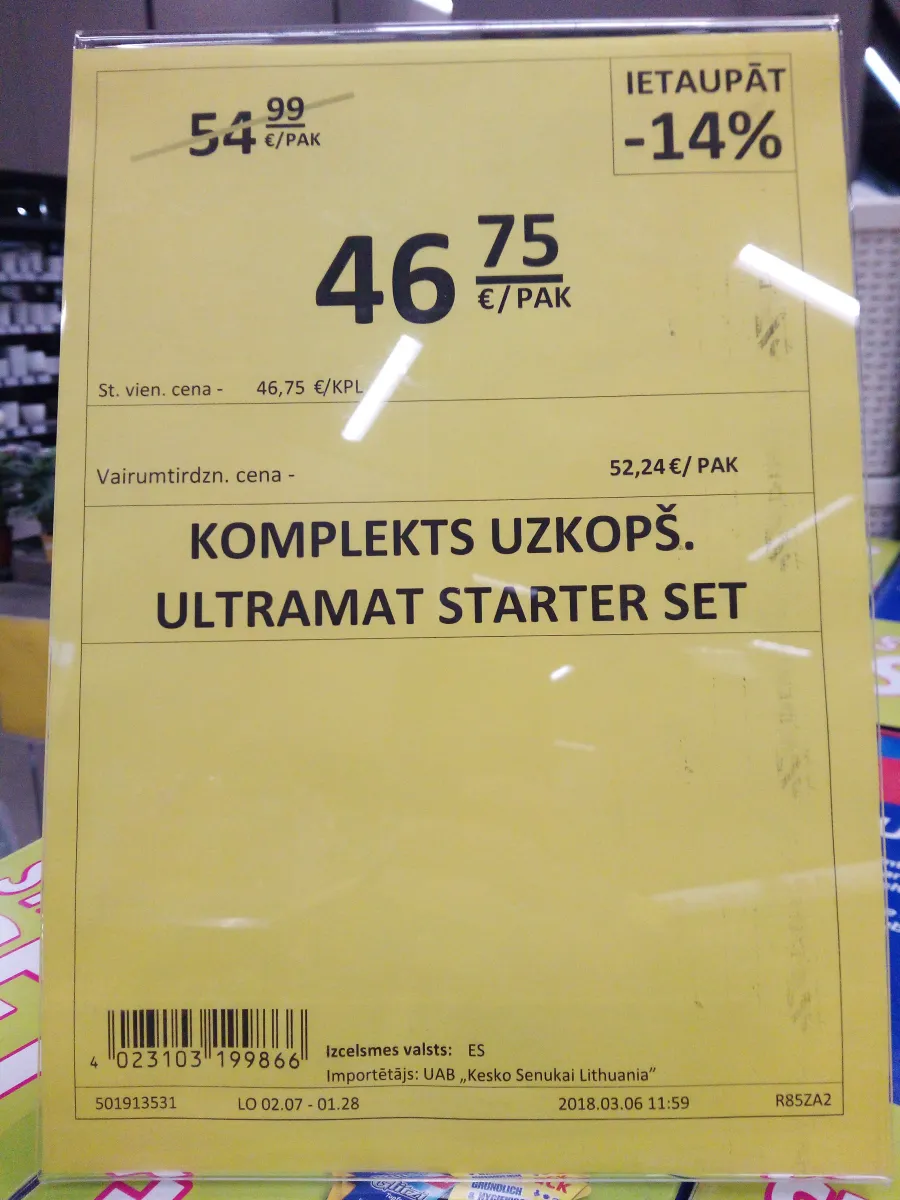 IETAUPĀT
-14%
54 99 €/PAK
46 75 €/PAK
St. vien. cena - 46,75 €/KPL
Vairumtirdzn. cena - 52,24€/ PAK
KOMPLEKTS UZKOPŠ.
ULTRAMAT STARTER SET
4 023103 199866
Izcelsmes valsts: ES
Importētājs: UAB „Kesko Senukai Lithuania”
501913531 LO 02.07 - 01.28 2018.03.06 11:59 R85ZA2
GRÜNDLICH